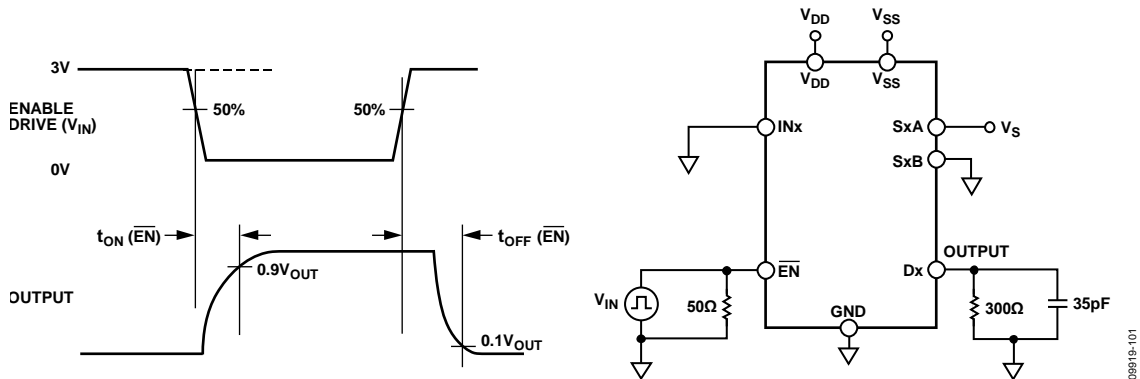 3V
ENABLE
DRIVE (VIN)
50%
50%
0V
tON (EN)
tOFF (EN)
0.9VOUT
OUTPUT
0.1VOUT
VDD
VSS
VDD
VSS
INx
SxA
VS
SxB
OUTPUT
EN
Dx
VIN
50Ω
GND
300Ω
35pF
09919-101